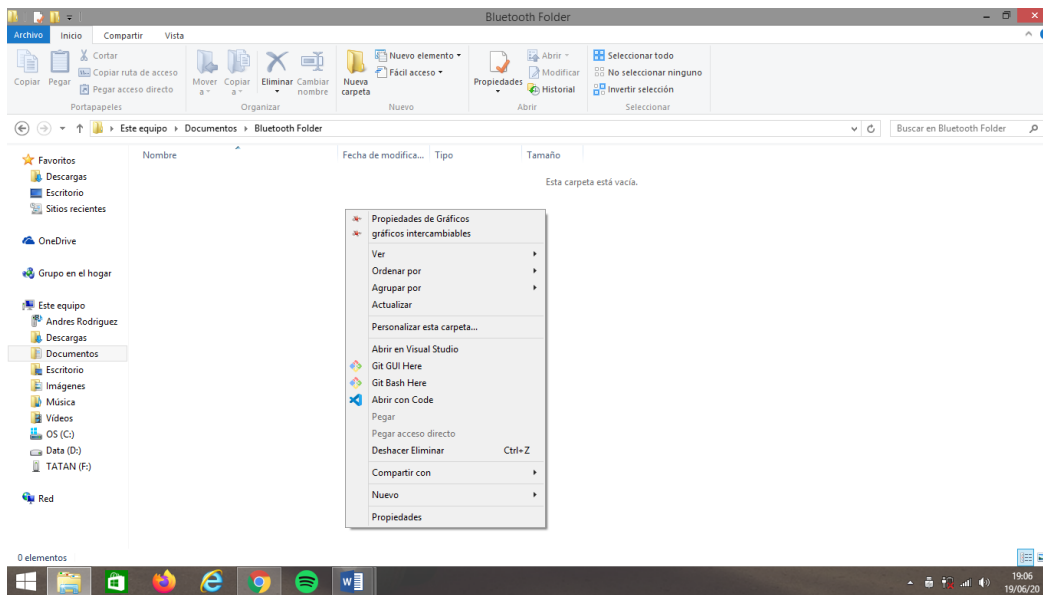 Bluetooth Folder
Archivo Inicio Compartir Vista
Copiar
Pegar
Cortar
Copiar ruta de acceso
Pegar acceso directo
Portapapeles
Mover a
Copiar a
Eliminar
Cambiar nombre
Organizar
Nueva carpeta
Nuevo elemento
Fácil acceso
Nuevo
Propiedades
Abrir
Modificar
Historial
Abrir
Seleccionar todo
No seleccionar ninguno
Invertir selección
Seleccionar
Este equipo Documentos Bluetooth Folder
Buscar en Bluetooth Folder
Nombre Fecha de modifica... Tipo Tamaño
Esta carpeta está vacía.
Favoritos
Descargas
Escritorio
Sitios recientes
OneDrive
Grupo en el hogar
Este equipo
Andres Rodriguez
Descargas
Documentos
Escritorio
Imágenes
Música
Vídeos
OS (C:)
Data (D:)
TATAN (F:)
Red
Propiedades de Gráficos
gráficos intercambiables
Ver
Ordenar por
Agrupar por
Actualizar
Personalizar esta carpeta...
Abrir en Visual Studio
Git GUI Here
Git Bash Here
Abrir con Code
Pegar
Pegar acceso directo
Deshacer Eliminar Ctrl+Z
Compartir con
Nuevo
Propiedades
0 elementos
19:06
19/06/20